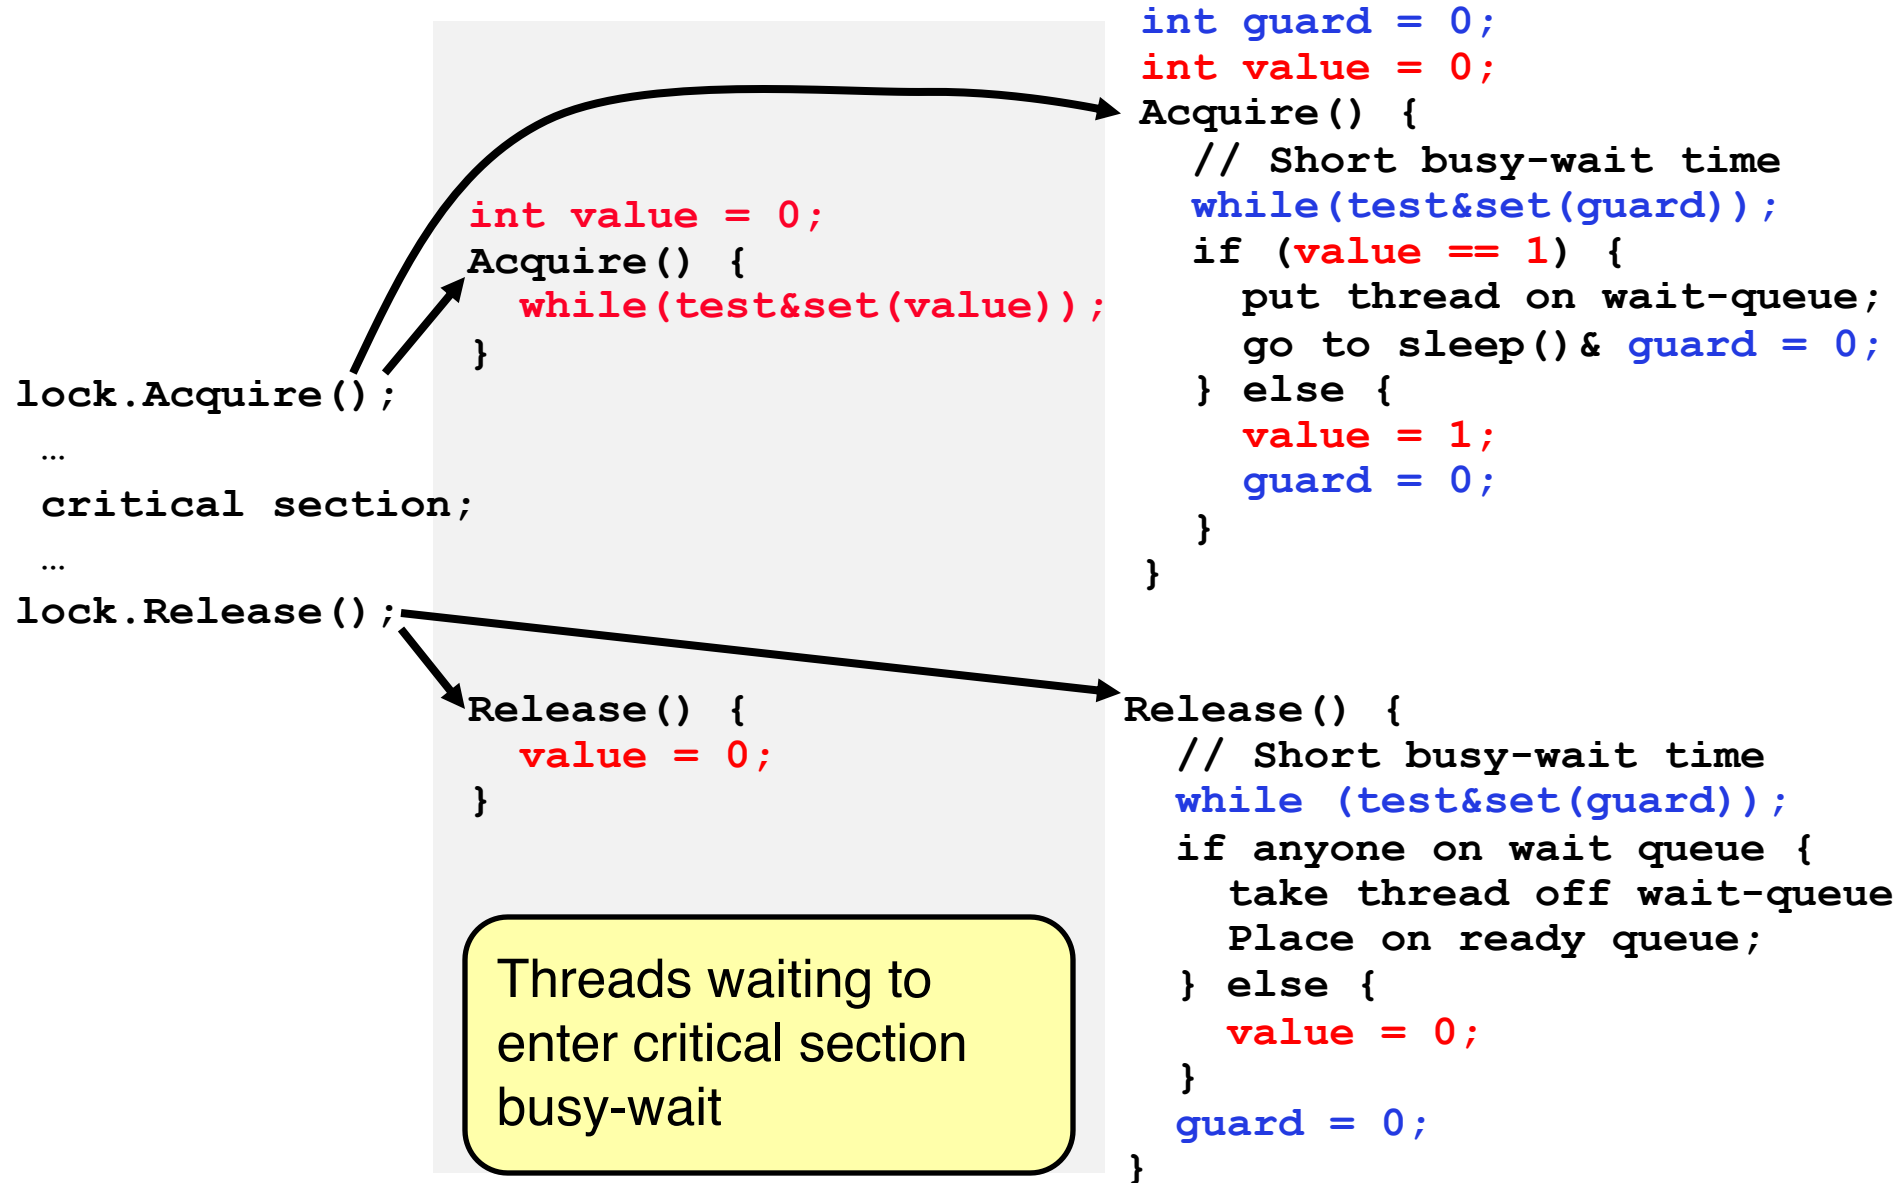 lock.Acquire();
…
critical section;
…
lock.Release();
int value = 0;
Acquire() {
while(test&set(value));
}
Release() {
value = 0;
}
Threads waiting to
enter critical section
busy-wait
int guard = 0;
int value = 0;
Acquire() {
// Short busy-wait time
while(test&set(guard));
if (value == 1) {
put thread on wait-queue;
go to sleep()& guard = 0;
} else {
value = 1;
guard = 0;
}
}
Release() {
// Short busy-wait time
while (test&set(guard));
if anyone on wait queue {
take thread off wait-queue
Place on ready queue;
} else {
value = 0;
}
guard = 0;
}